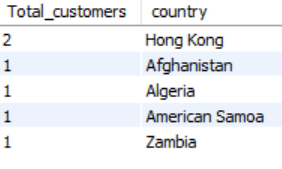 Total_customers country
2 Hong Kong
1 Afghanistan
1 Algeria
1 American Samoa
1 Zambia